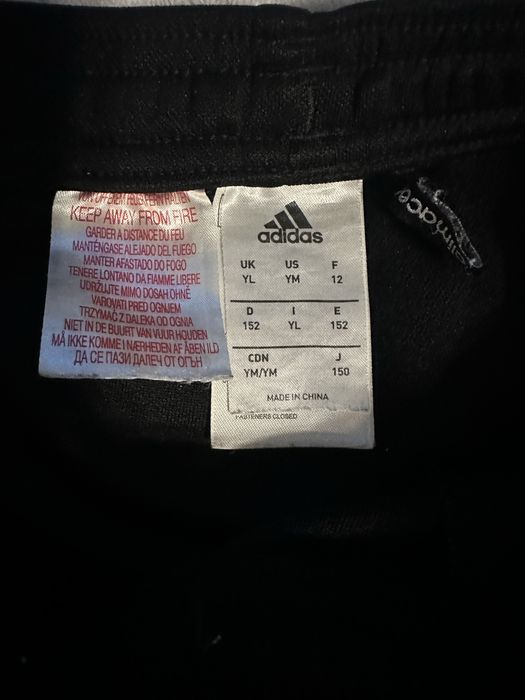 KEEP AWAY FROM FIRE
GARDER A DISTANCE DU FEU
MANTÉNGASE ALEJADO DEL FUEGO
MANTER AFASTADO DO FOGO
TENERE LONTANO DA FIAMME LIBERE
UDRŽUJTE MIMO DOSAH OHNĚ
VAROVATI PRED OGNJEM
TRZYMAĆ Z DALEKA OD OGNIA
NIET IN DE BUURT VAN VUUR HOUDEN
MÅ IKKE KOMME I NÆRHEDEN AF ÅBEN ILD
ДА СЕ ПАЗИ ДАЛЕЧ ОТ ОГЪН
adidas
UK US F
YL YM 12
D I E
152 YL 152
CDN J
YM/YM 150
MADE IN CHINA
FASTENERS CLOSED